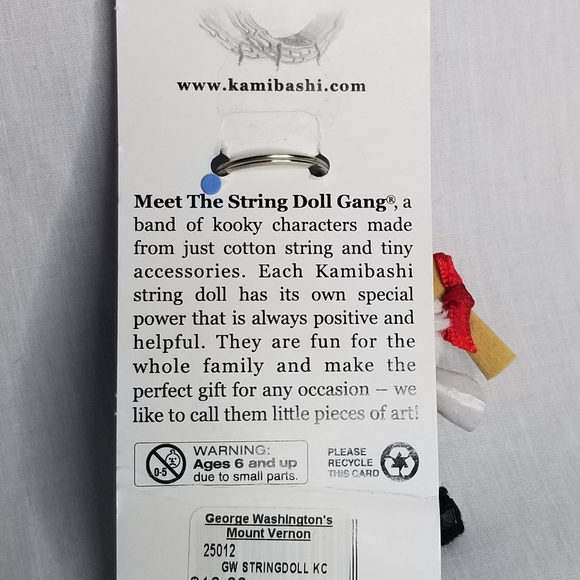 www.kamibashi.com
Meet The String Doll Gang®, a
band of kooky characters made
from just cotton string and tiny
accessories. Each Kamibashi
string doll has its own special
power that is always positive and
helpful. They are fun for the
whole family and make the
perfect gift for any occasion – we
like to call them little pieces of art!
0-5
WARNING:
Ages 6 and up
due to small parts.
PLEASE
RECYCLE
THIS CARD
George Washington's
Mount Vernon
25012
GW STRINGDOLL KC